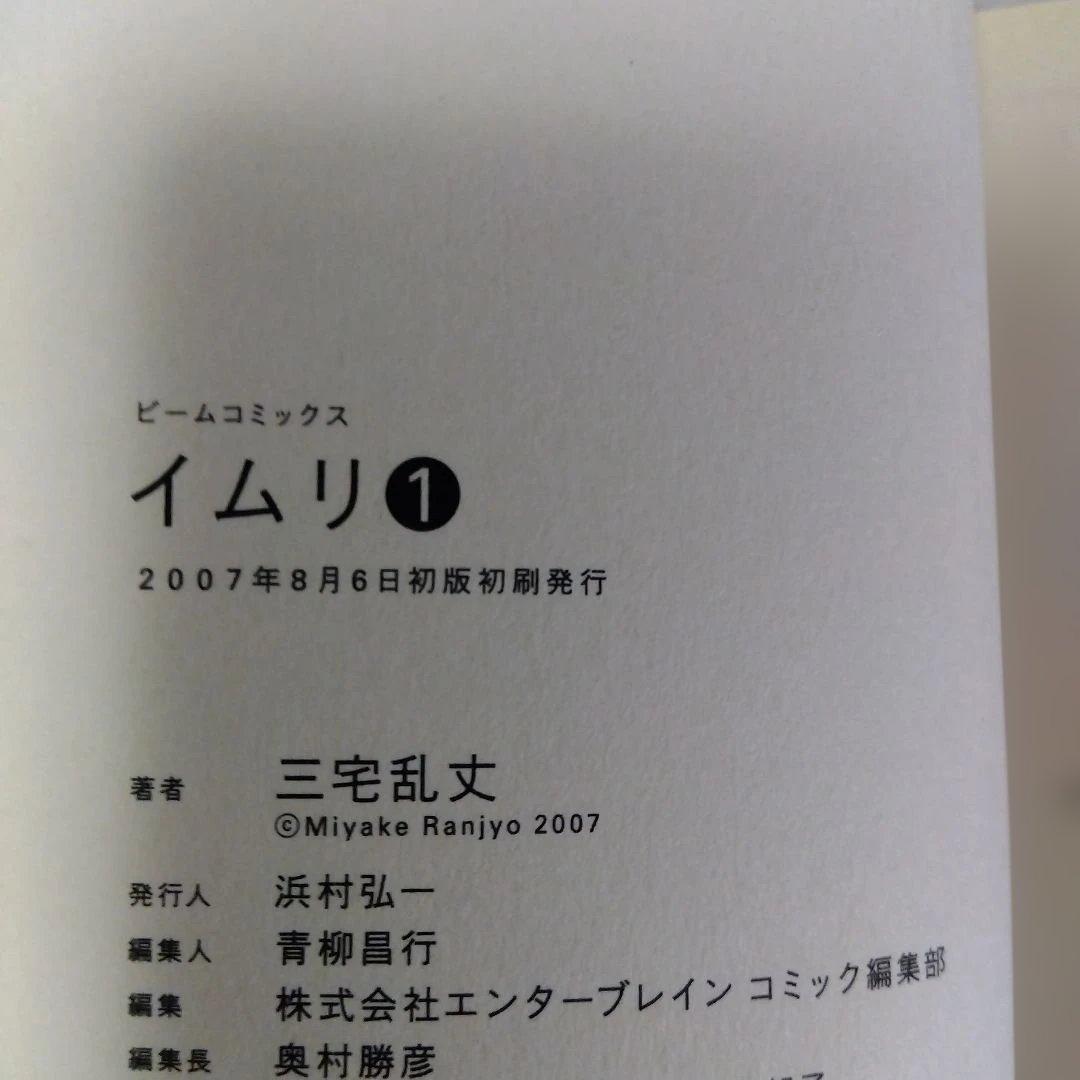 ビームコミックス
イムリ❶
2007年8月6日初版初刷発行
著者 三宅乱丈
©Miyake Ranjyo 2007
発行人 浜村弘一
編集人 青柳昌行
編集 株式会社エンターブレイン コミック編集部
編集長 奥村勝彦